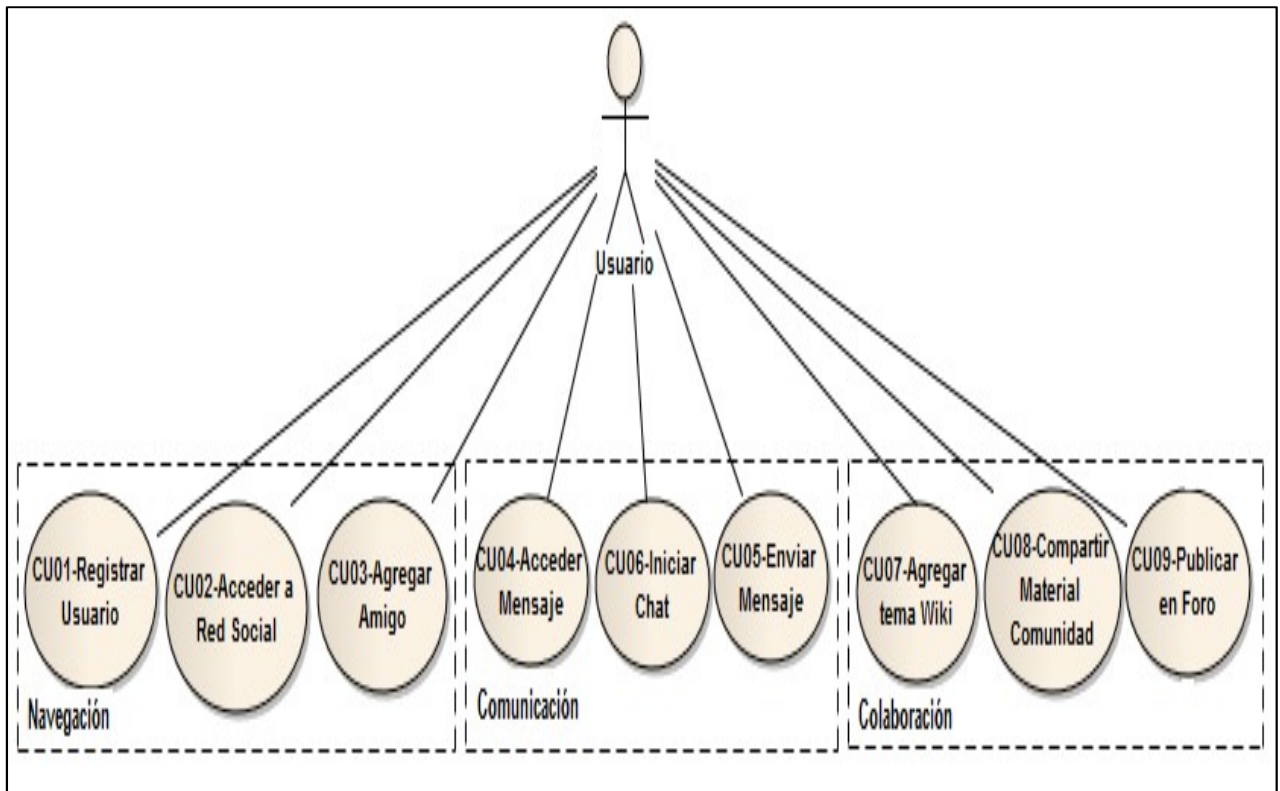 Usuario
CU01-Registrar
Usuario
CU02-Acceder a
Red Social
CU03-Agregar
Amigo
Navegación
CU04-Acceder
Mensaje
CU06-Iniciar
Chat
CU05-Enviar
Mensaje
Comunicación
CU07-Agregar
tema Wiki
CU08-Compartir
Material
Comunidad
CU09-Publicar
en Foro
Colaboración